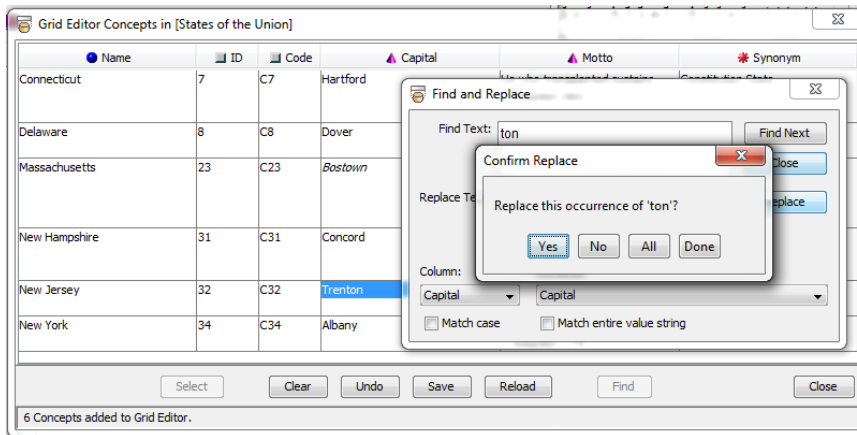 Grid Editor Concepts in [States of the Union]
Name ID Code Capital Motto Synonym
Connecticut 7 C7 Hartford
Delaware 8 C8 Dover
Massachusetts 23 C23 Bostown
New Hampshire 31 C31 Concord
New Jersey 32 C32 Trenton
New York 34 C34 Albany
Find and Replace
Find Text: ton Find Next
Close
Replace Te
eplace
Confirm Replace
Replace this occurrence of 'ton'?
Yes No All Done
Column:
Capital Capital
Match case Match entire value string
Select Clear Undo Save Reload Find Close
6 Concepts added to Grid Editor.